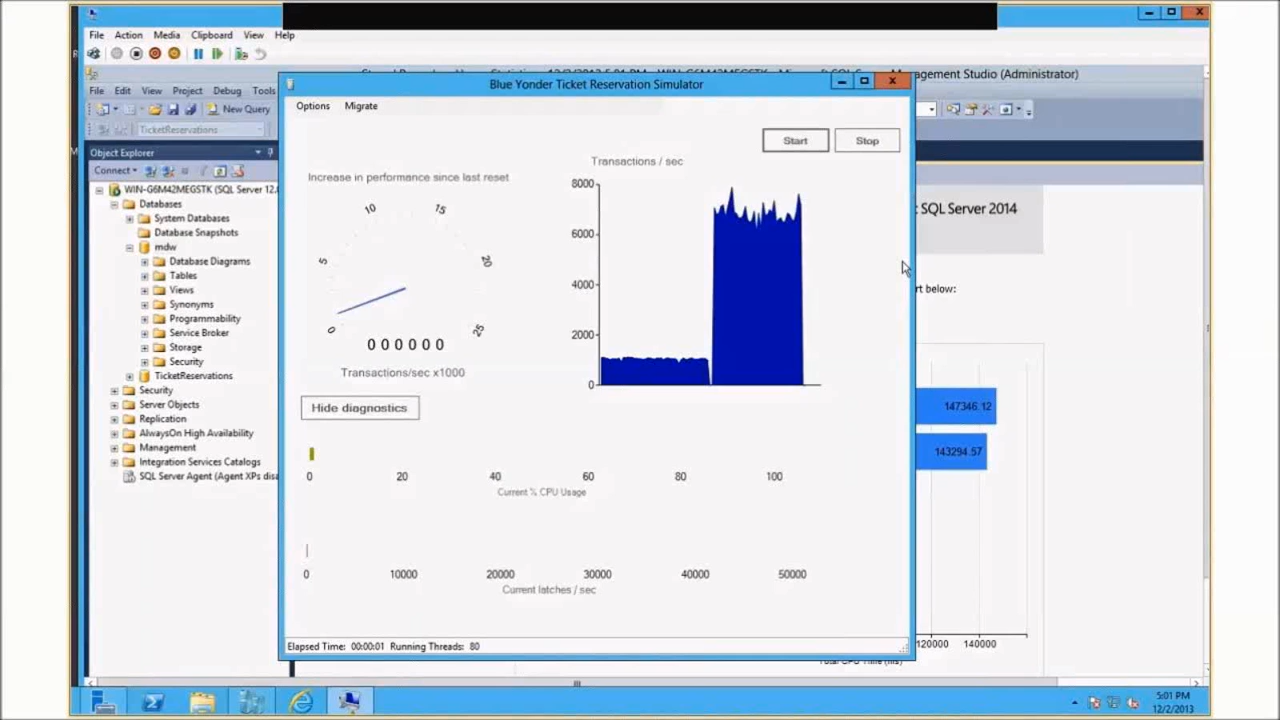 File Action Media Clipboard View Help
Management Studio (Administrator)
File Edit View Project Debug Tools
New Query
TicketReservations
Object Explorer
Connect
WIN-G6M42MEGSTK (SQL Server 12.
Databases
System Databases
Database Snapshots
mdw
Database Diagrams
Tables
Views
Synonyms
Programmability
Service Broker
Storage
Security
TicketReservations
Security
Server Objects
Replication
AlwaysOn High Availability
Management
Integration Services Catalogs
SQL Server Agent (Agent XPs disa
Blue Yonder Ticket Reservation Simulator
Options Migrate
Start Stop
Increase in performance since last reset
0 5 10 15 20 25
000000
Transactions/sec x1000
Transactions / sec
8000
6000
4000
2000
0
Hide diagnostics
0 20 40 60 80 100
Current % CPU Usage
0 10000 20000 30000 40000 50000
Current latches / sec
Elapsed Time: 00:00:01 Running Threads: 80
SQL Server 2014
rt below:
147346.12
143294.57
120000 140000
5:01 PM
12/2/2013